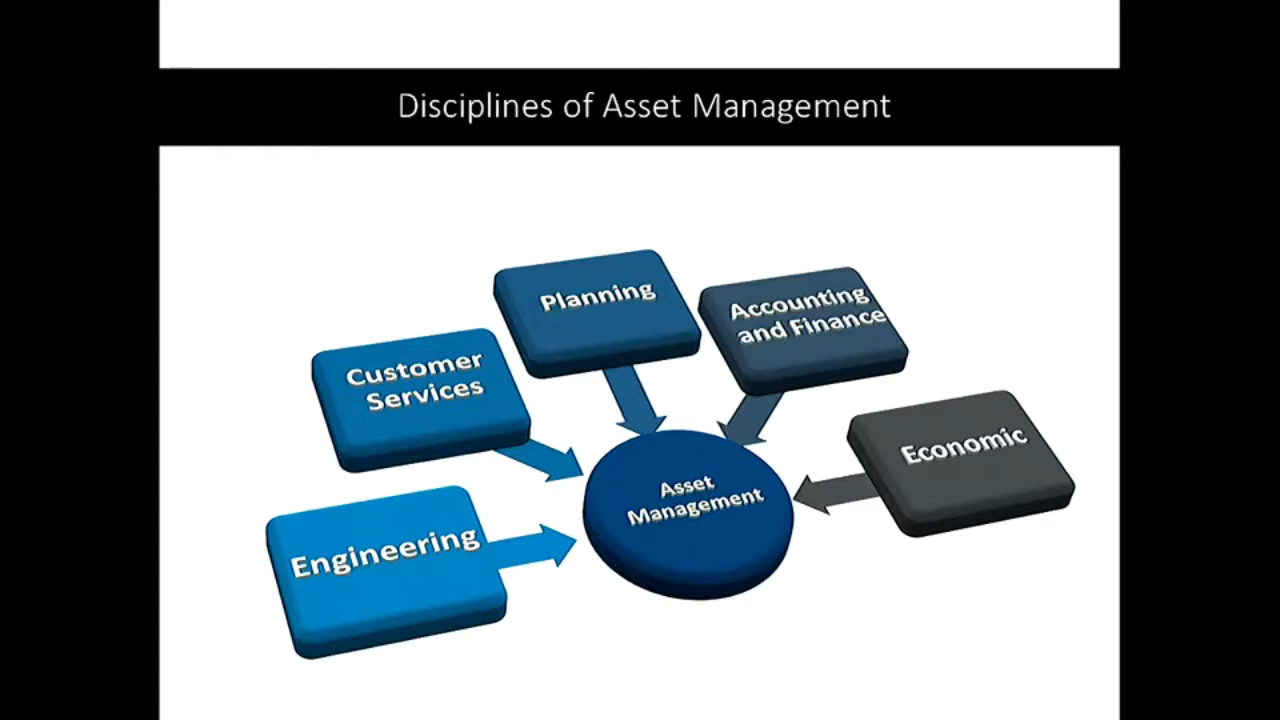 Disciplines of Asset Management
Planning
Accounting
and Finance
Customer
Services
Economic
Asset
Management
Engineering